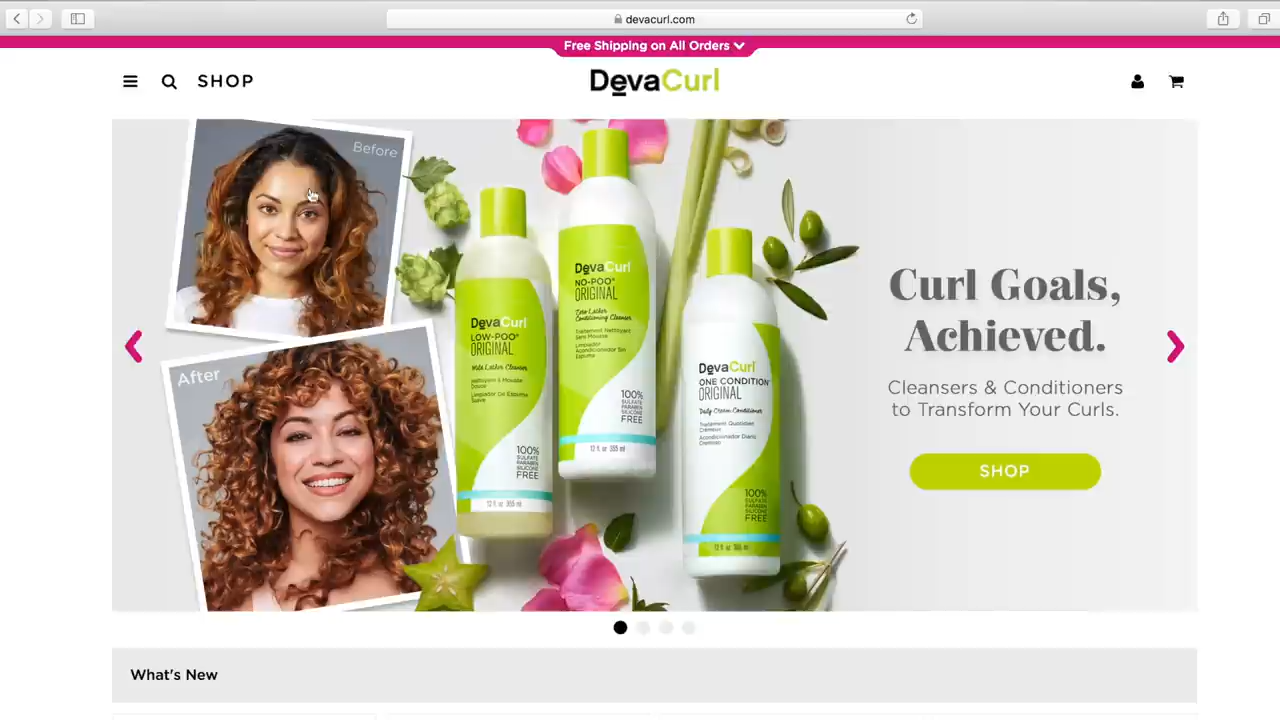 devacurl.com
Free Shipping on All Orders
SHOP
DevaCurl
Before
After
DevaCurl
LOW-POO®
ORIGINAL
Mild Lather Cleanser
Nettoyant à Mousse
Douce
Limpiador De Espuma
Suave
100%
SULFATE
PARABEN
SILICONE
FREE
12 fl oz 355 ml
DevaCurl
NO-POO®
ORIGINAL
Zero Lather
Conditioning Cleanser
Traitement Nettoyant
Sans Mousse
Limpiador
Acondicionador Sin
Espuma
100%
SULFATE
PARABEN
SILICONE
FREE
12 fl oz 355 ml
DevaCurl
ONE CONDITION®
ORIGINAL
Daily Cream Conditioner
Traitement Quotidien
Crémeux
Acondicionador Diario
Cremoso
100%
SULFATE
PARABEN
SILICONE
FREE
12 fl oz 355 ml
Curl Goals,
Achieved.
Cleansers & Conditioners
to Transform Your Curls.
SHOP
What's New